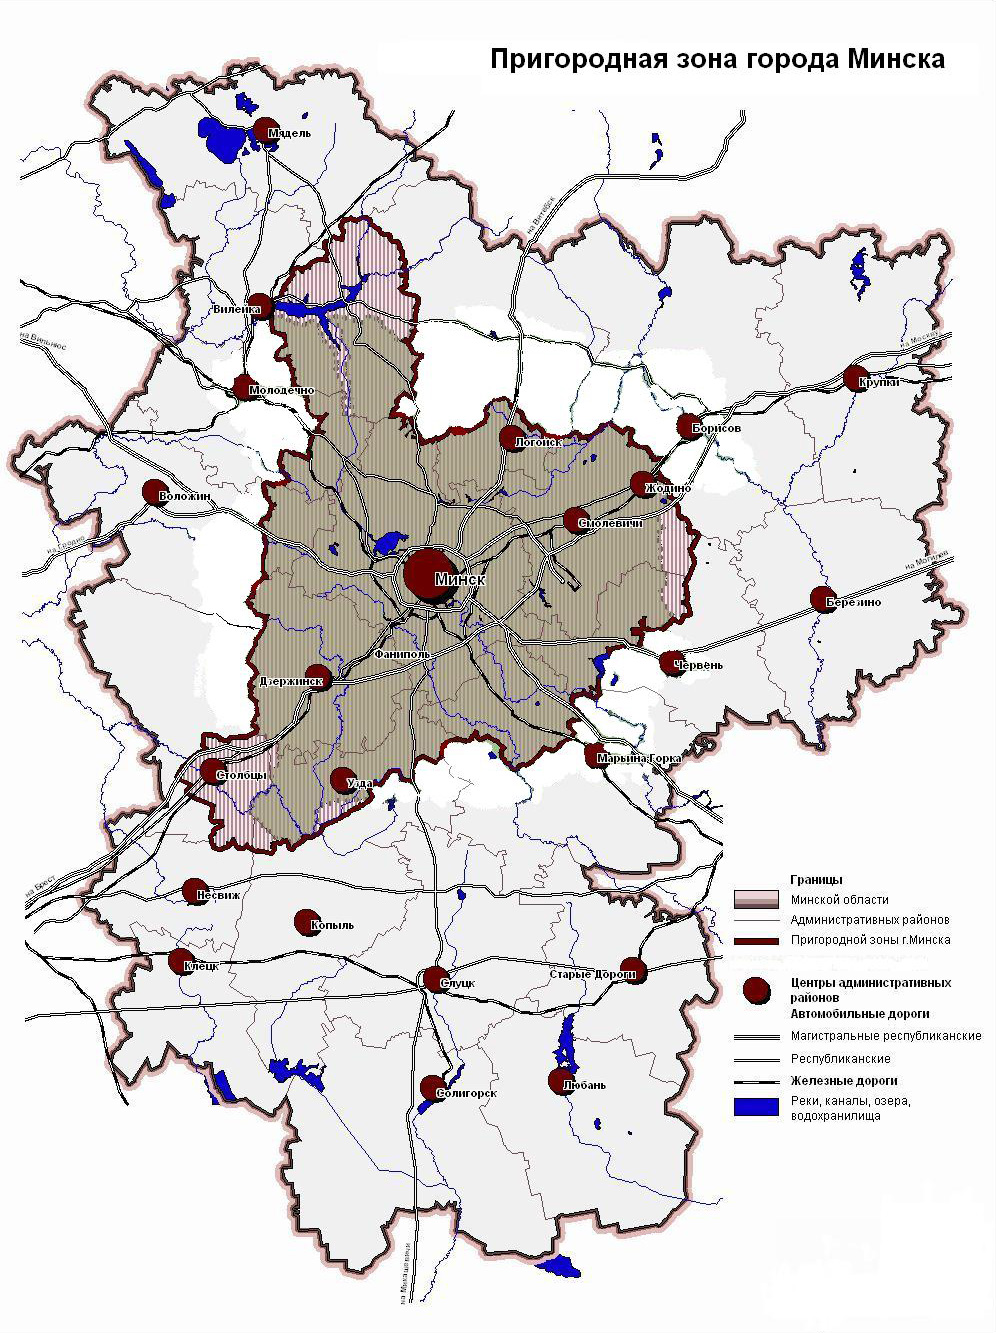 Пригородная зона города Минска
Мядель
на Витебск
Вилейка
на Вильнюс
на Москву
Молодечно
Крупки
Логойск
Борисов
Воложин
Жодино
Смолевичи
на Гродно
на Могилев
Минск
Березино
Фаниполь
Червень
Дзержинск
Марьина Горка
Столбцы
Узда
на Брест
Несвиж
Копыль
Клецк
Слуцк
Старые Дороги
Солигорск
Любань
на Микашевичи
Границы
Минской области
Административных районов
Пригородной зоны г.Минска
Центры административных
районов
Автомобильные дороги
Магистральные республиканские
Республиканские
Железные дороги
Реки, каналы, озера,
водохранилища